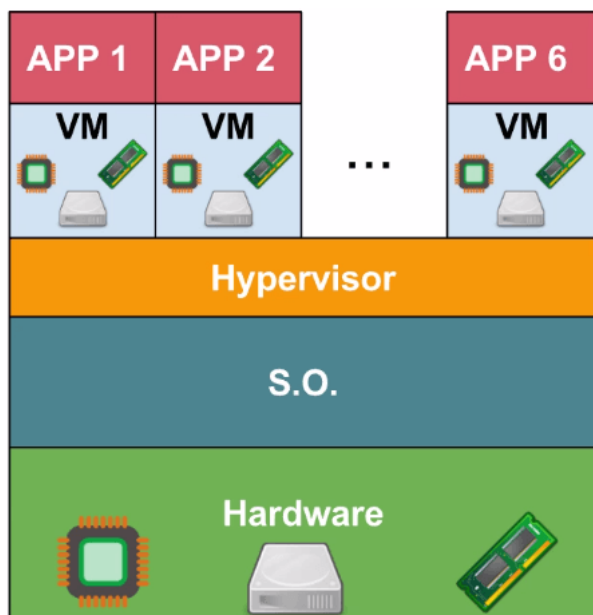 APP 1 APP 2 APP 6
VM VM ... VM
Hypervisor
S.O.
Hardware